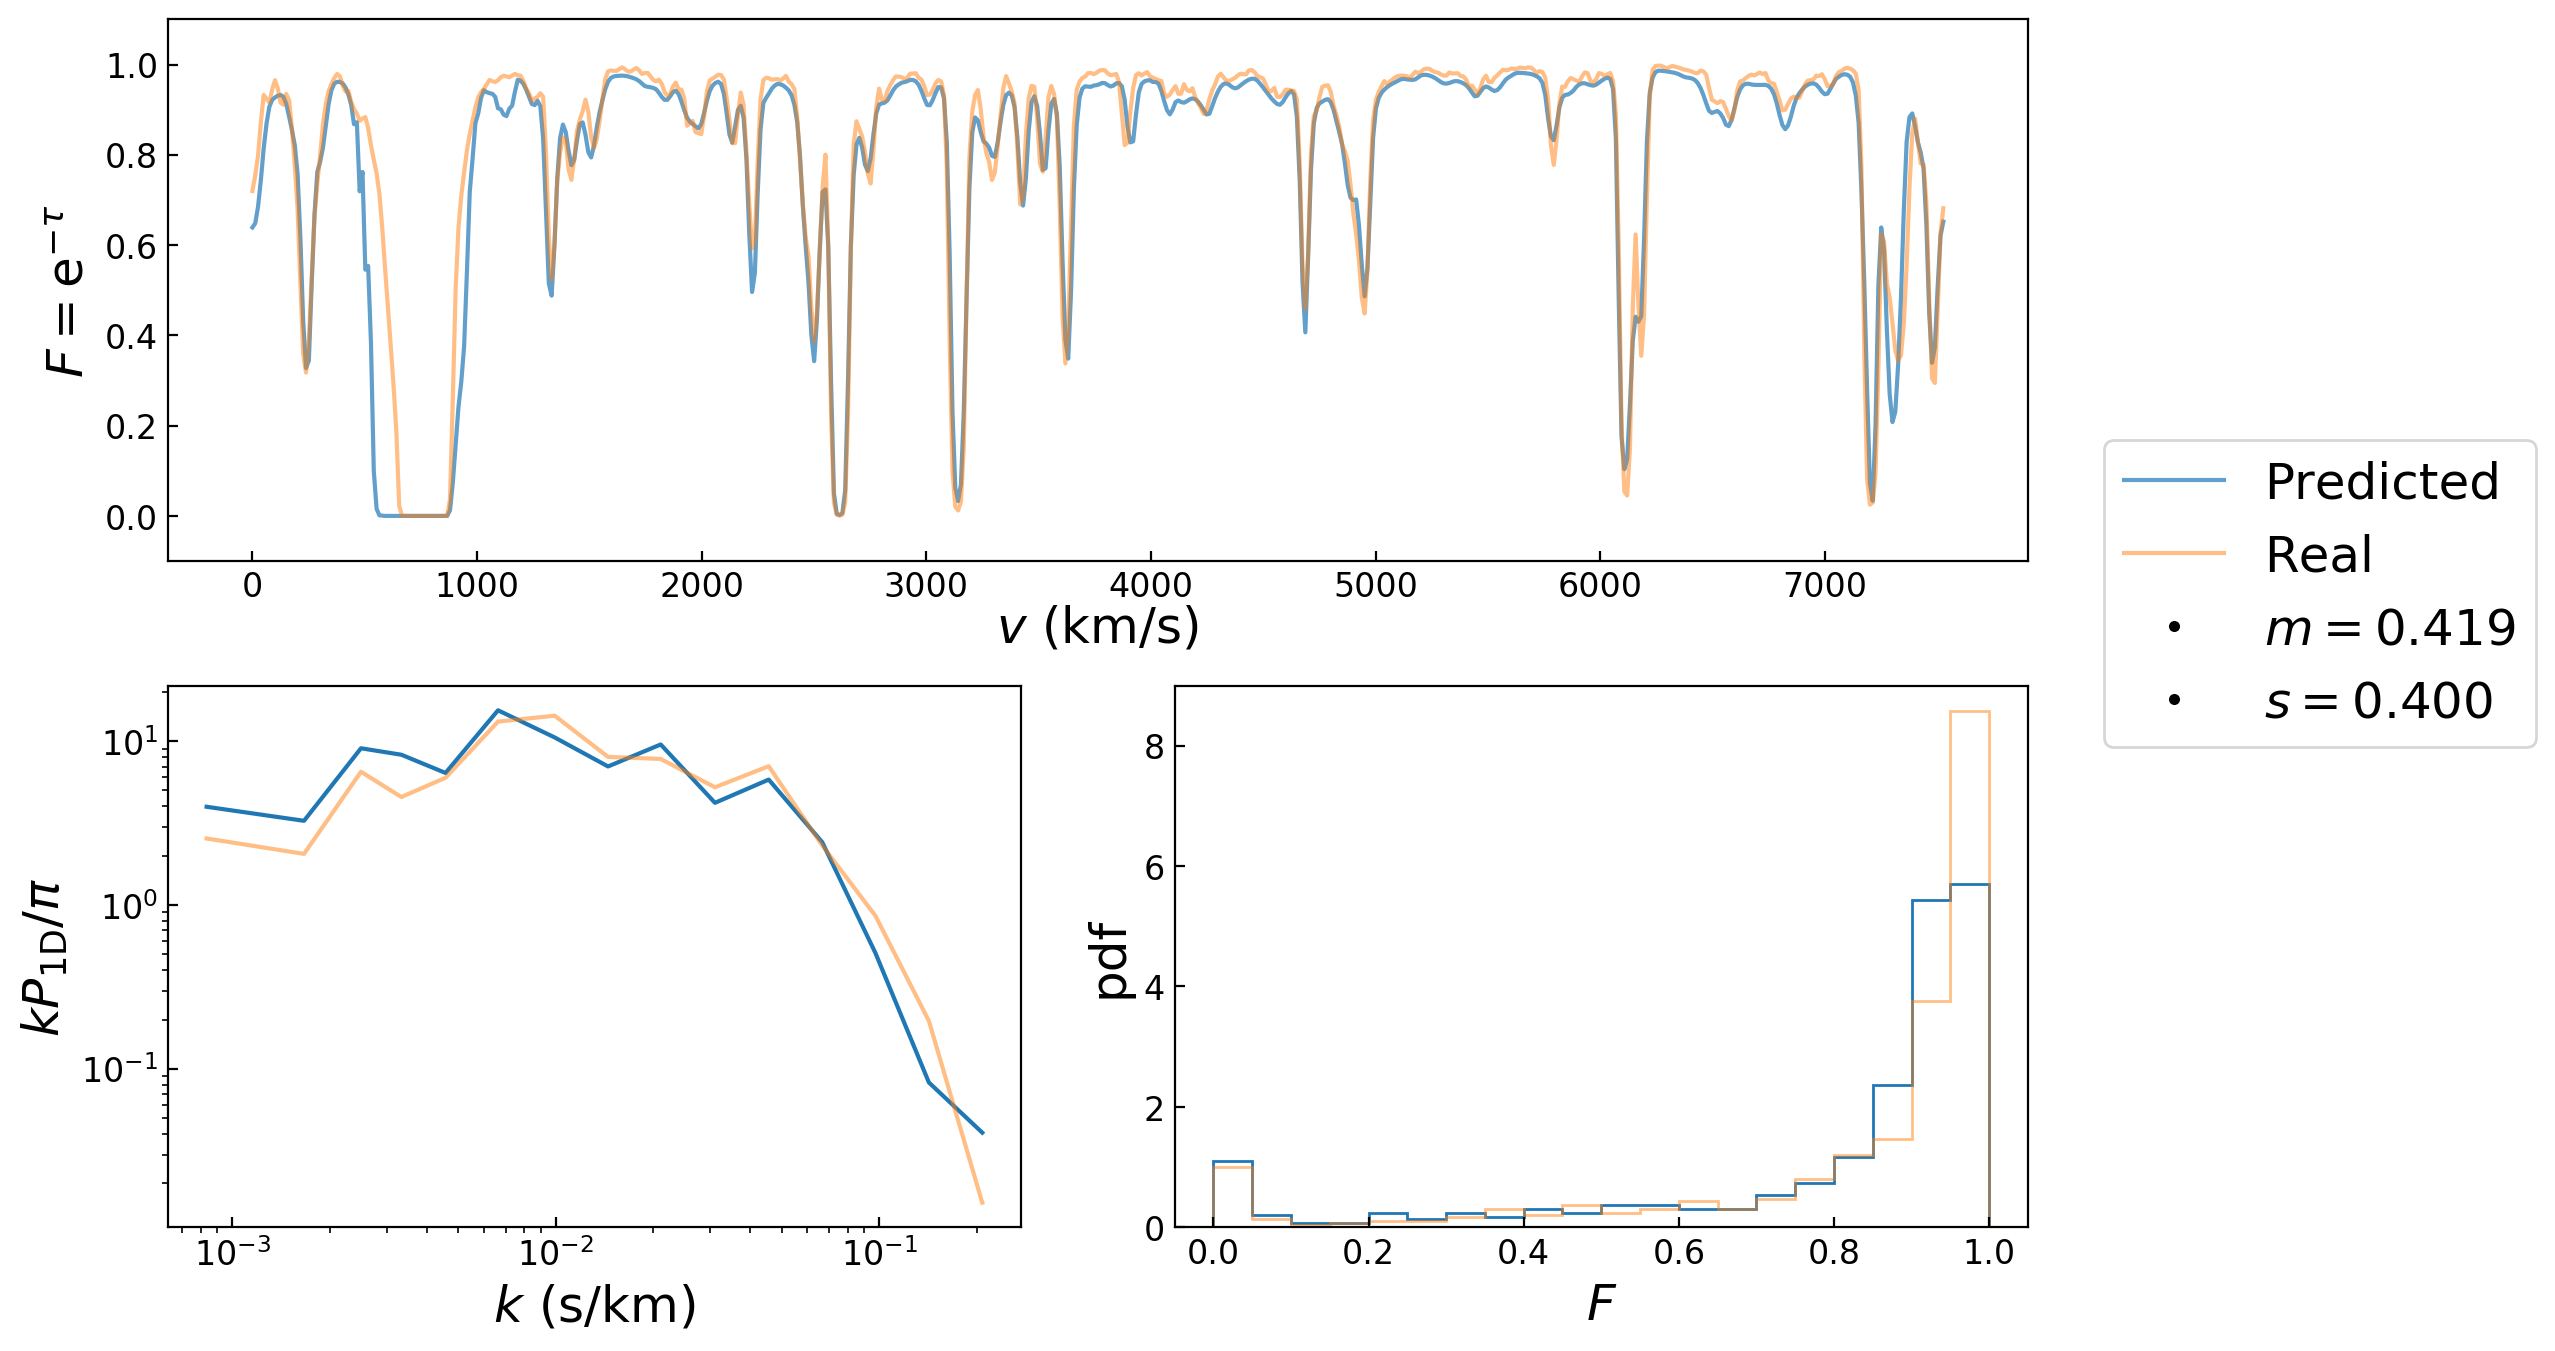 1.0
0.8
0.6
0.4
0.2
0.0
F = e^{−τ}
0 1000 2000 3000 4000 5000 6000 7000
v (km/s)
Predicted
Real
m = 0.419
s = 0.400
10^1
10^0
10^{−1}
kP_{1D}/π
10^{−3} 10^{−2} 10^{−1}
k (s/km)
8
6
4
2
0
pdf
0.0 0.2 0.4 0.6 0.8 1.0
F